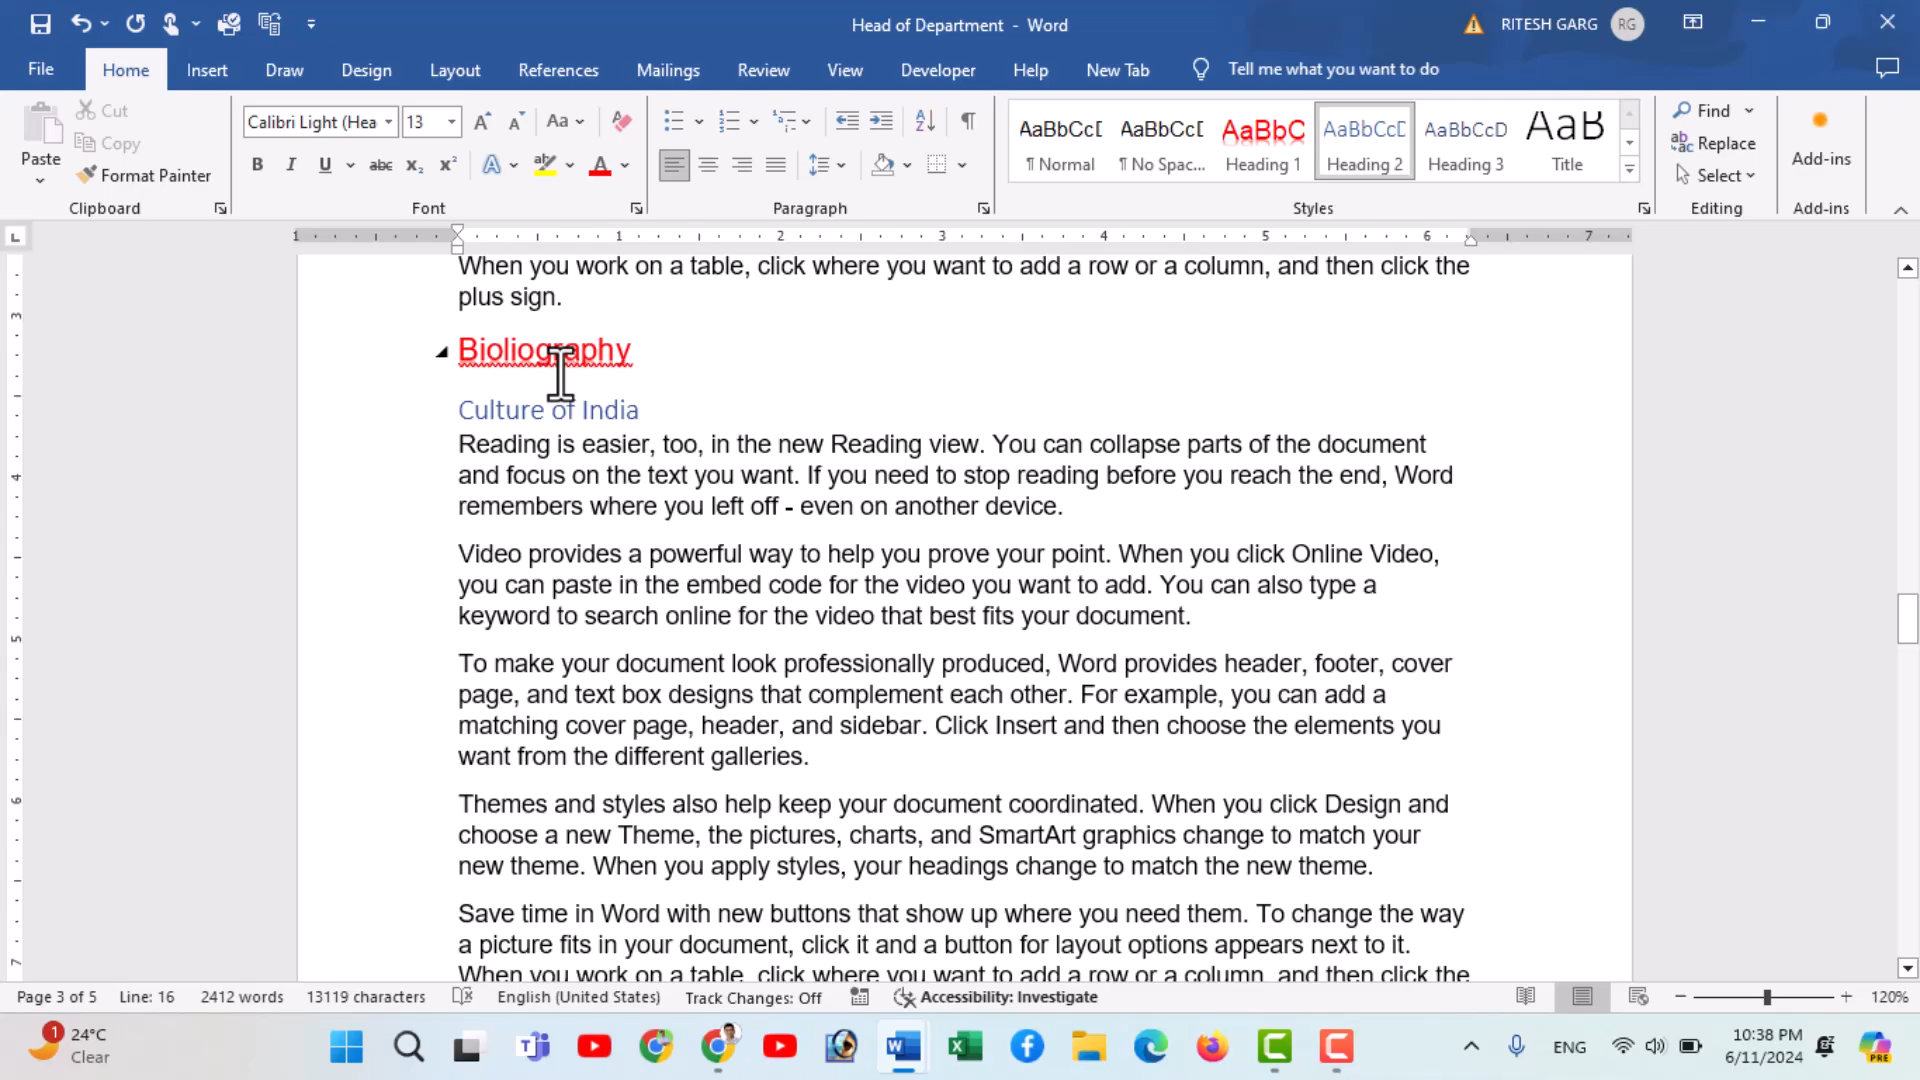 Head of Department - Word
RITESH GARG
RG
File
Home
Insert
Draw
Design
Layout
References
Mailings
Review
View
Developer
Help
New Tab
Tell me what you want to do
Paste
Cut
Copy
Format Painter
Clipboard
Calibri Light (Hea
13
Font
Paragraph
AaBbCcD
¶ Normal
AaBbCcD
¶ No Spac...
AaBbC
Heading 1
AaBbCcD
Heading 2
AaBbCcD
Heading 3
AaB
Title
Styles
Find
Replace
Select
Editing
Add-ins
Add-ins
1 1 2 3 4 5 6 7
When you work on a table, click where you want to add a row or a column, and then click the
plus sign.
Bioliography
Culture of India
Reading is easier, too, in the new Reading view. You can collapse parts of the document
and focus on the text you want. If you need to stop reading before you reach the end, Word
remembers where you left off - even on another device.
Video provides a powerful way to help you prove your point. When you click Online Video,
you can paste in the embed code for the video you want to add. You can also type a
keyword to search online for the video that best fits your document.
To make your document look professionally produced, Word provides header, footer, cover
page, and text box designs that complement each other. For example, you can add a
matching cover page, header, and sidebar. Click Insert and then choose the elements you
want from the different galleries.
Themes and styles also help keep your document coordinated. When you click Design and
choose a new Theme, the pictures, charts, and SmartArt graphics change to match your
new theme. When you apply styles, your headings change to match the new theme.
Save time in Word with new buttons that show up where you need them. To change the way
a picture fits in your document, click it and a button for layout options appears next to it.
When you work on a table, click where you want to add a row or a column, and then click the
Page 3 of 5
Line: 16
2412 words
13119 characters
English (United States)
Track Changes: Off
Accessibility: Investigate
120%
1
24°C
Clear
ENG
10:38 PM
6/11/2024
PRE